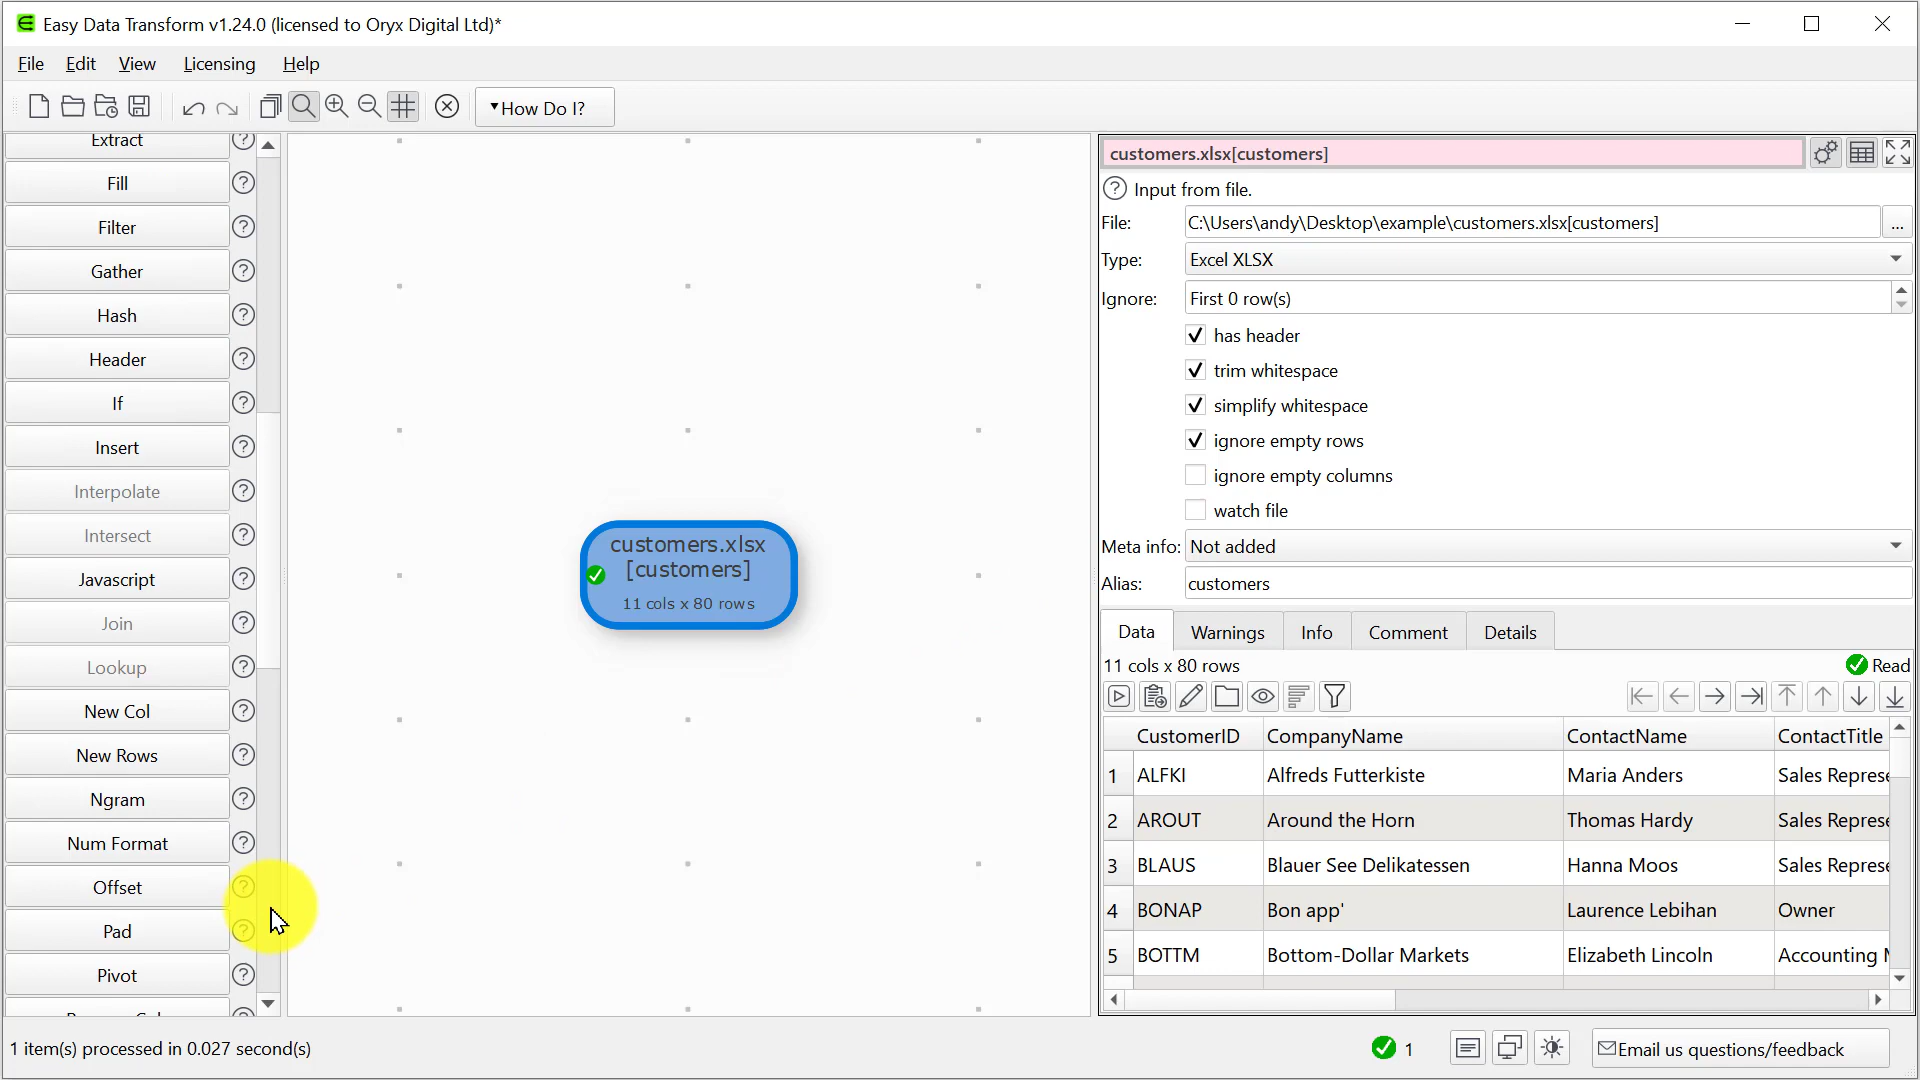 Easy Data Transform v1.24.0 (licensed to Oryx Digital Ltd)*
File Edit View Licensing Help
How Do I?
Extract
Fill
Filter
Gather
Hash
Header
If
Insert
Interpolate
Intersect
Javascript
Join
Lookup
New Col
New Rows
Ngram
Num Format
Offset
Pad
Pivot
customers.xlsx
[customers]
11 cols x 80 rows
customers.xlsx[customers]
Input from file.
File: C:\Users\andy\Desktop\example\customers.xlsx[customers] ...
Type: Excel XLSX
Ignore: First 0 row(s)
has header
trim whitespace
simplify whitespace
ignore empty rows
ignore empty columns
watch file
Meta info: Not added
Alias: customers
Data Warnings Info Comment Details
11 cols x 80 rows Read
CustomerID CompanyName ContactName ContactTitle
1 ALFKI Alfreds Futterkiste Maria Anders Sales Represe
2 AROUT Around the Horn Thomas Hardy Sales Represe
3 BLAUS Blauer See Delikatessen Hanna Moos Sales Represe
4 BONAP Bon app' Laurence Lebihan Owner
5 BOTTM Bottom-Dollar Markets Elizabeth Lincoln Accounting
1 item(s) processed in 0.027 second(s) 1 Email us questions/feedback